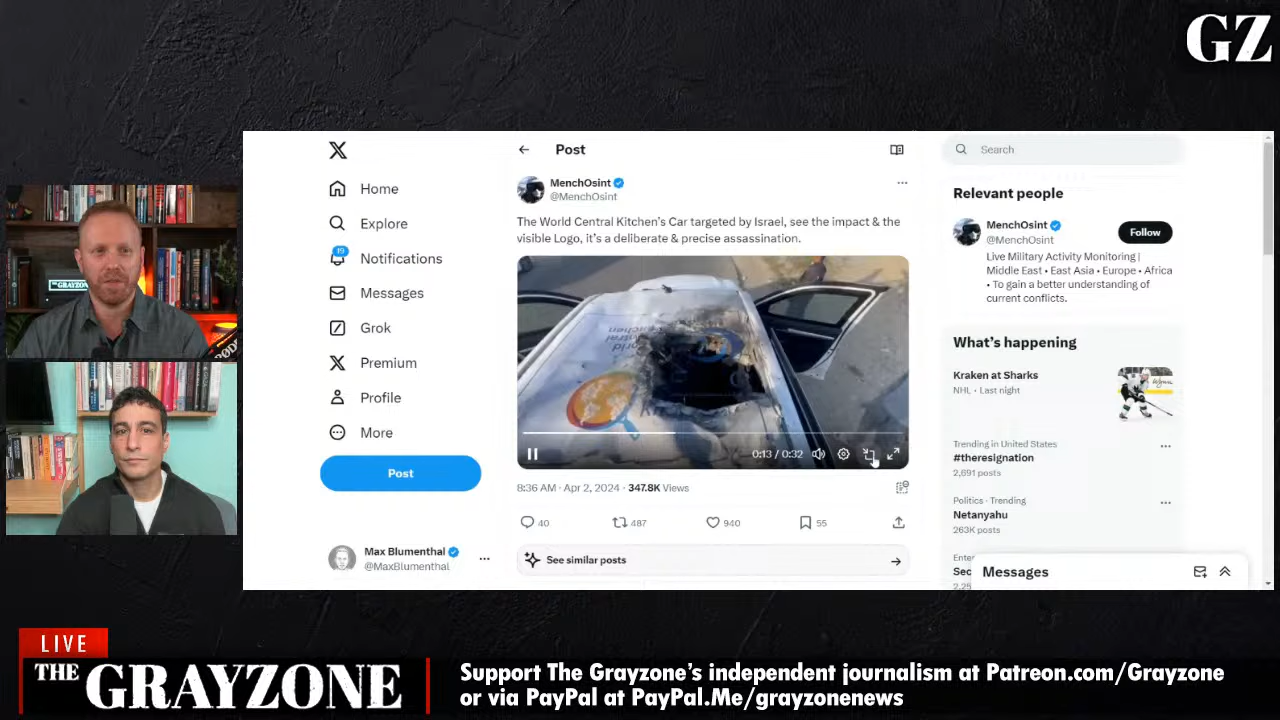 GZ
Post
MenchOsint
@MenchOsint
The World Central Kitchen's Car targeted by Israel, see the impact & the
visible Logo, it's a deliberate & precise assassination.
0:13 / 0:32
8:36 AM · Apr 2, 2024 · 347.8K Views
40
487
940
55
See similar posts
Home
Explore
19
Notifications
Messages
Grok
Premium
Profile
More
Post
Max Blumenthal
@MaxBlumenthal
Search
Relevant people
MenchOsint
@MenchOsint
Follow
Live Military Activity Monitoring |
Middle East • East Asia • Europe • Africa
• To gain a better understanding of
current conflicts.
What's happening
Kraken at Sharks
NHL · Last night
Trending in United States
#theresignation
2,691 posts
Politics · Trending
Netanyahu
263K posts
Messages
LIVE
THE GRAYZONE
Support The Grayzone's independent journalism at Patreon.com/Grayzone
or via PayPal at PayPal.Me/grayzonenews